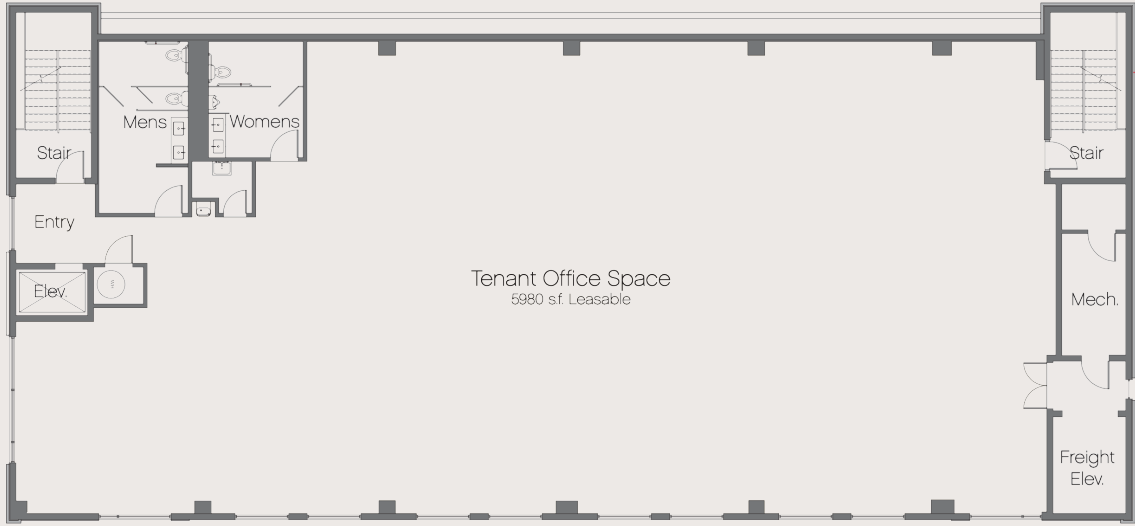 Mens
Womens
Stair
Stair
Entry
Elev.
Tenant Office Space
5980 s.f. Leasable
Mech.
Freight
Elev.